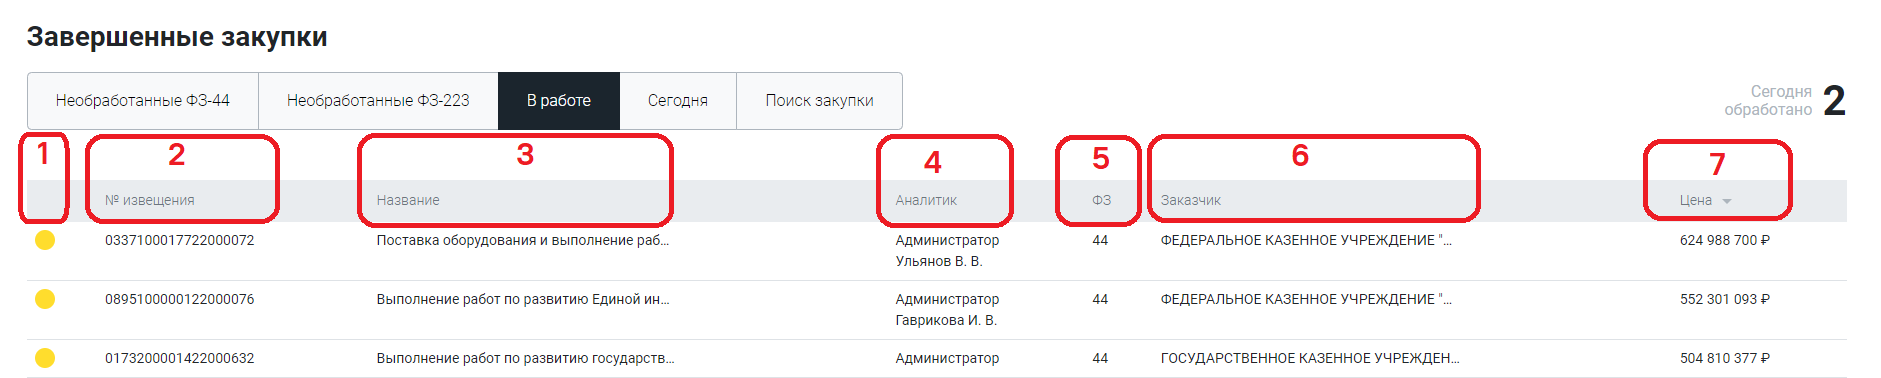 Завершенные закупки
Необработанные ФЗ-44 Необработанные ФЗ-223 В работе Сегодня Поиск закупки
Сегодня обработано 2
1 2 3 4 5 6 7
№ извещения Название Аналитик ФЗ Заказчик Цена
0337100017722000072 Поставка оборудования и выполнение раб... Администратор 44 ФЕДЕРАЛЬНОЕ КАЗЕННОЕ УЧРЕЖДЕНИЕ "... 624 988 700 ₽
Ульянов В. В.
0895100000122000076 Выполнение работ по развитию Единой ин... Администратор 44 ФЕДЕРАЛЬНОЕ КАЗЕННОЕ УЧРЕЖДЕНИЕ "... 552 301 093 ₽
Гаврикова И. В.
0173200001422000632 Выполнение работ по развитию государств... Администратор 44 ГОСУДАРСТВЕННОЕ КАЗЕННОЕ УЧРЕЖДЕН... 504 810 377 ₽